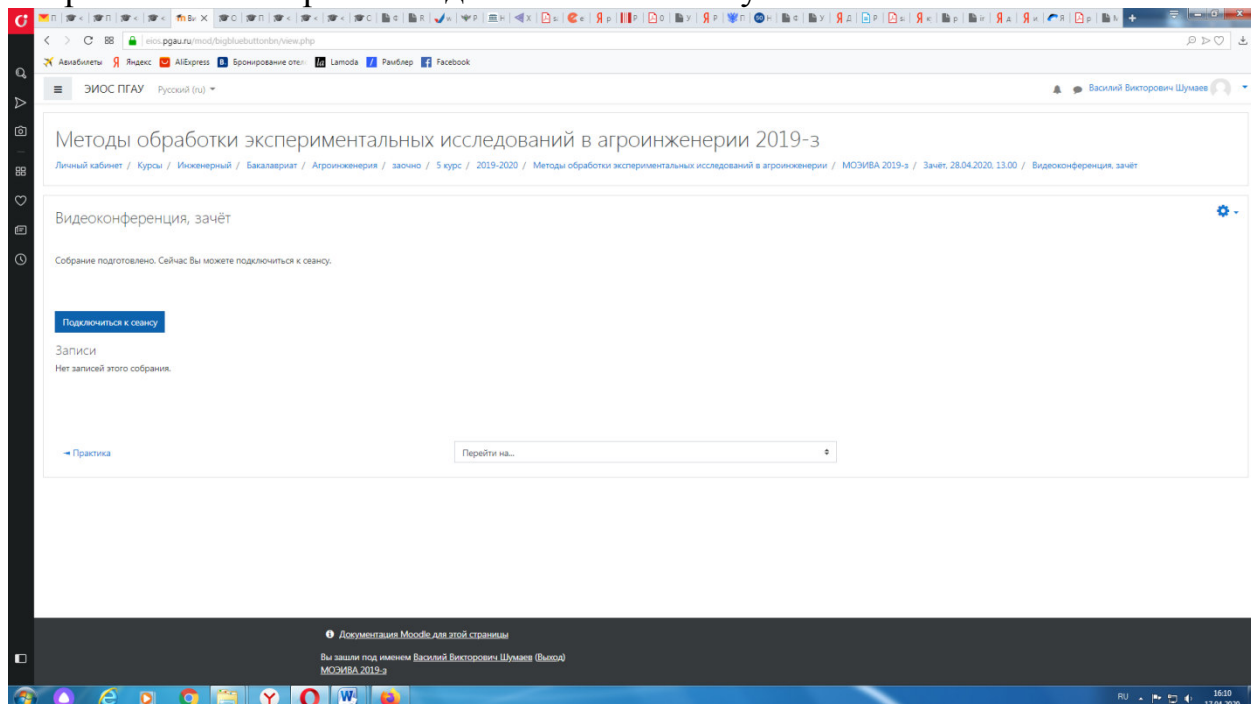 eios.pgau.ru/mod/bigbluebuttonbn/view.php
Авиабилеты Яндекс AliExpress Бронирование отел Lamoda Рамблер Facebook
ЭИОС ПГАУ Русский (ru) Василий Викторович Шумаев
Методы обработки экспериментальных исследований в агроинженерии 2019-з
Личный кабинет / Курсы / Инженерный / Бакалавриат / Агроинженерия / заочно / 5 курс / 2019-2020 / Методы обработки экспериментальных исследований в агроинженерии / МОЭИВА 2019-з / Зачёт, 28.04.2020, 13.00 / Видеоконференция, зачёт
Видеоконференция, зачёт
Собрание подготовлено. Сейчас Вы можете подключиться к сеансу.
Подключиться к сеансу
Записи
Нет записей этого собрания.
Практика Перейти на...
Документация Moodle для этой страницы
Вы зашли под именем Василий Викторович Шумаев (Выход)
МОЭИВА 2019-з
RU 16:10
17.04.2020